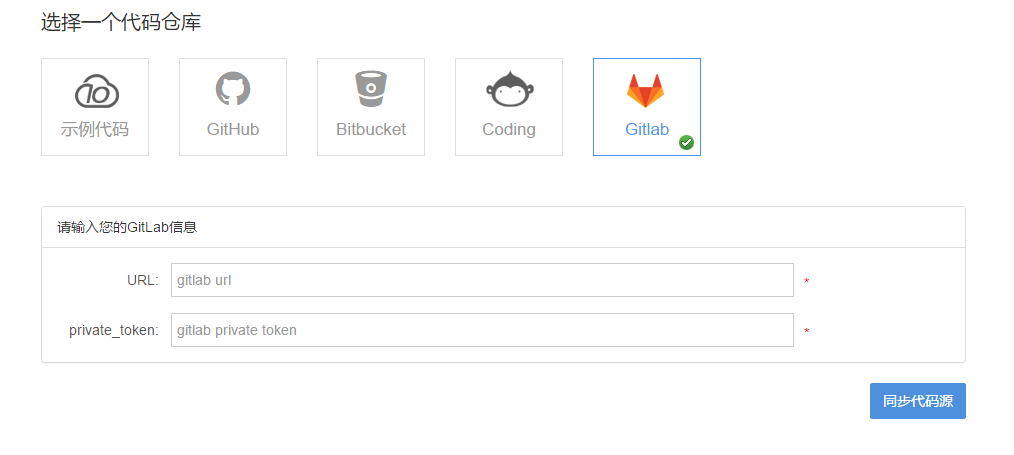 选择一个代码仓库
示例代码
GitHub
Bitbucket
Coding
Gitlab
请输入您的GitLab信息
URL: gitlab url *
private_token: gitlab private token *
同步代码源